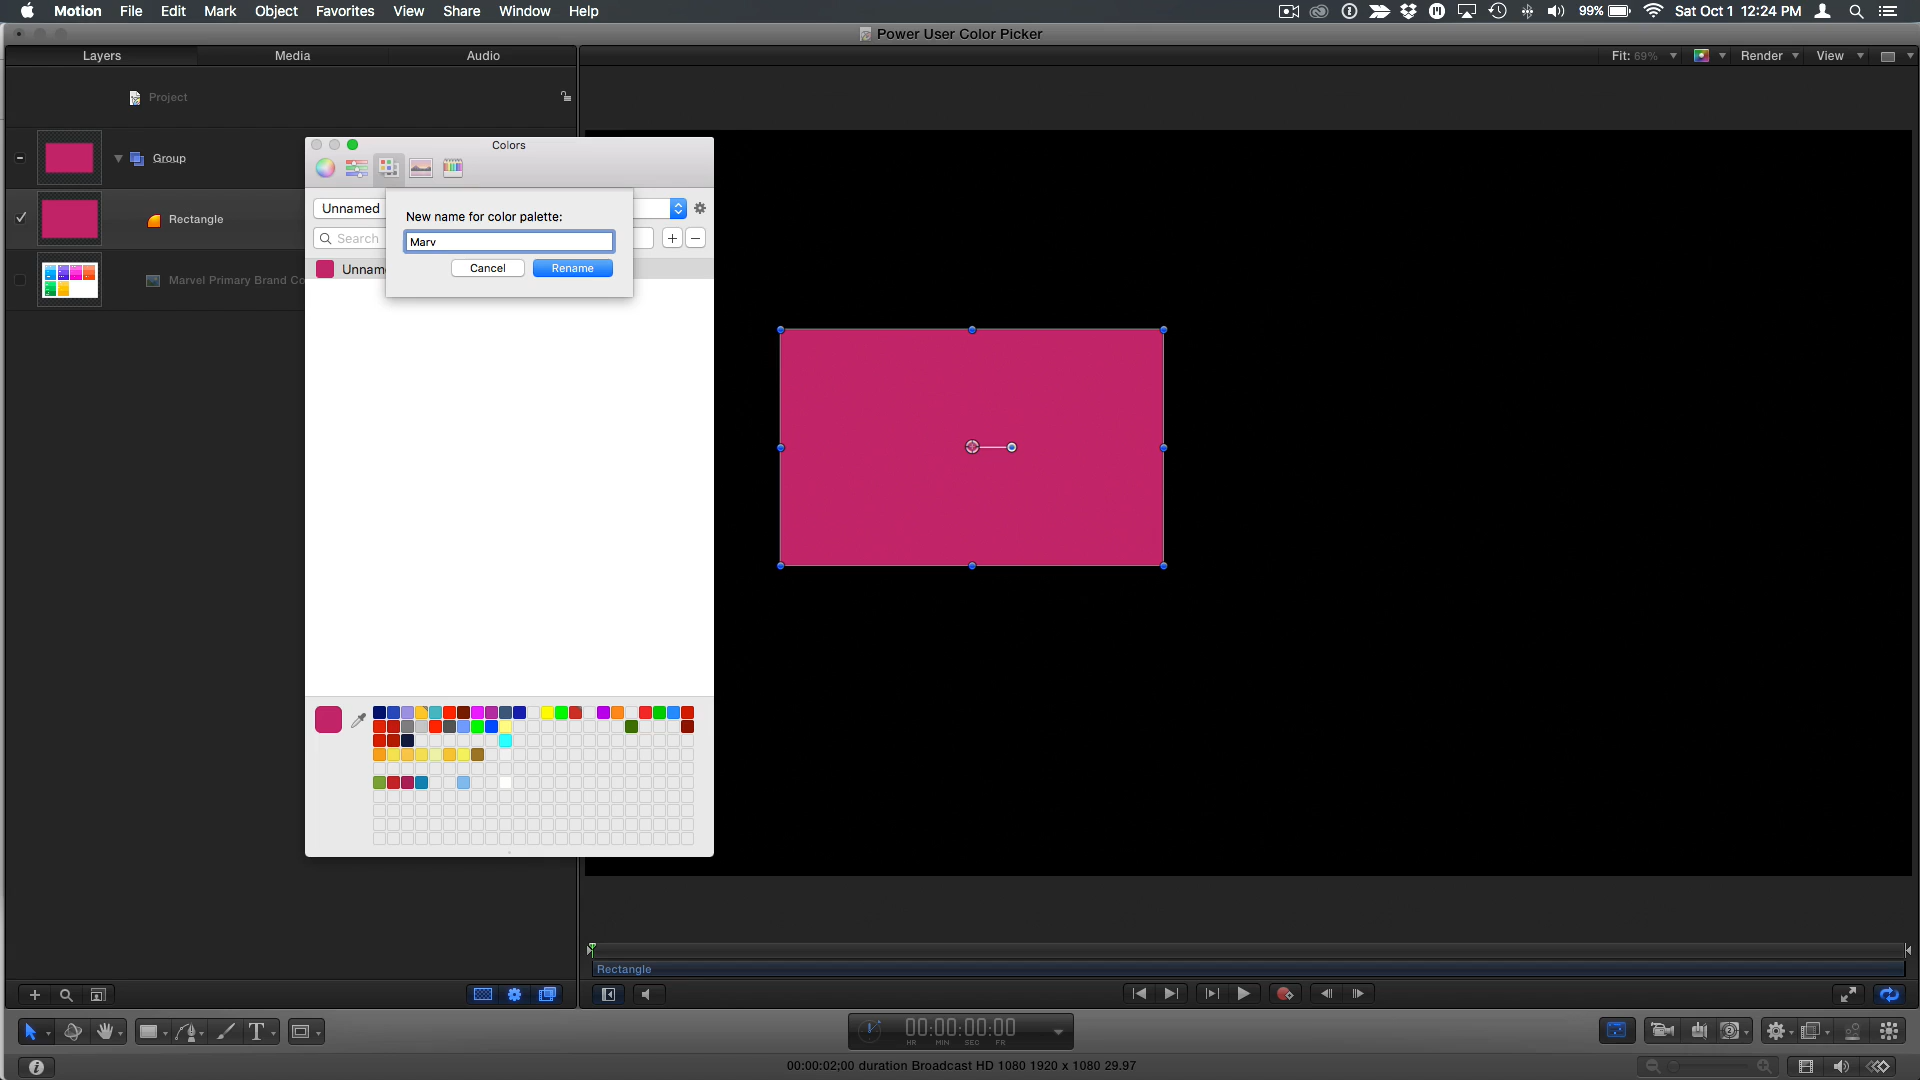 Motion File Edit Mark Object Favorites View Share Window Help
99% Sat Oct 1 12:24 PM
Power User Color Picker
Layers Media Audio
Fit: 69% Render View
Project
Group
Rectangle
Marvel Primary Brand Co
Colors
Unnamed
New name for color palette:
Search
Marv
Unnam
Cancel Rename
Rectangle
T
00:00:00:00
HR MIN SEC FR
00:00:02;00 duration Broadcast HD 1080 1920 x 1080 29.97